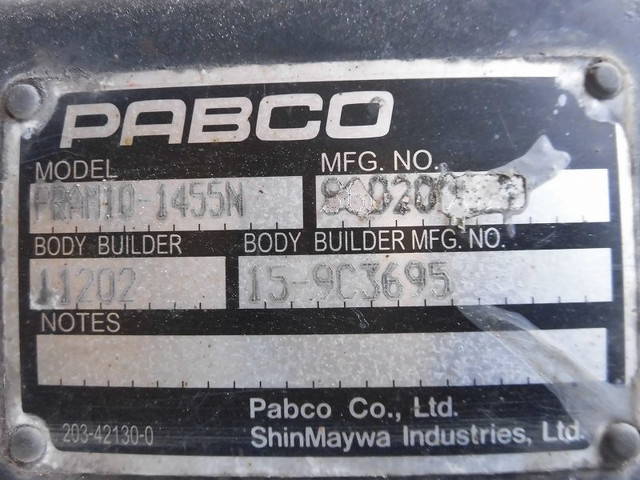 PABCO
MODEL
MFG. NO.
PRAM10-1455N
BODY BUILDER
BODY BUILDER MFG. NO.
11202
15-9C3695
NOTES
203-42130-0
Pabco Co., Ltd.
ShinMaywa Industries, Ltd.